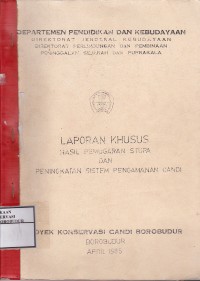 DEPARTEMEN PENDIDIKAN DAN KEBUDAYAAN
DIREKTORAT JENDERAL KEBUDAYAAN
DIREKTORAT PERLINDUNGAN DAN PEMBINAAN
PENINGGALAN SEJARAH DAN PURBAKALA
LAPORAN KHUSUS
HASIL PEMUGARAN STUPA
DAN
PENINGKATAN SISTEM PENGAMANAN CANDI
PROYEK KONSERVASI CANDI BOROBUDUR
BOROBUDUR
APRIL